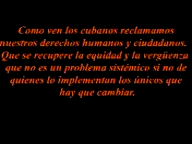 Como ven los cubanos reclamamos
nuestros derechos humanos y ciudadanos.
Que se recupere la equidad y la vergüenza
que no es un problema sistémico si no de
quienes lo implementan los únicos que
hay que cambiar.